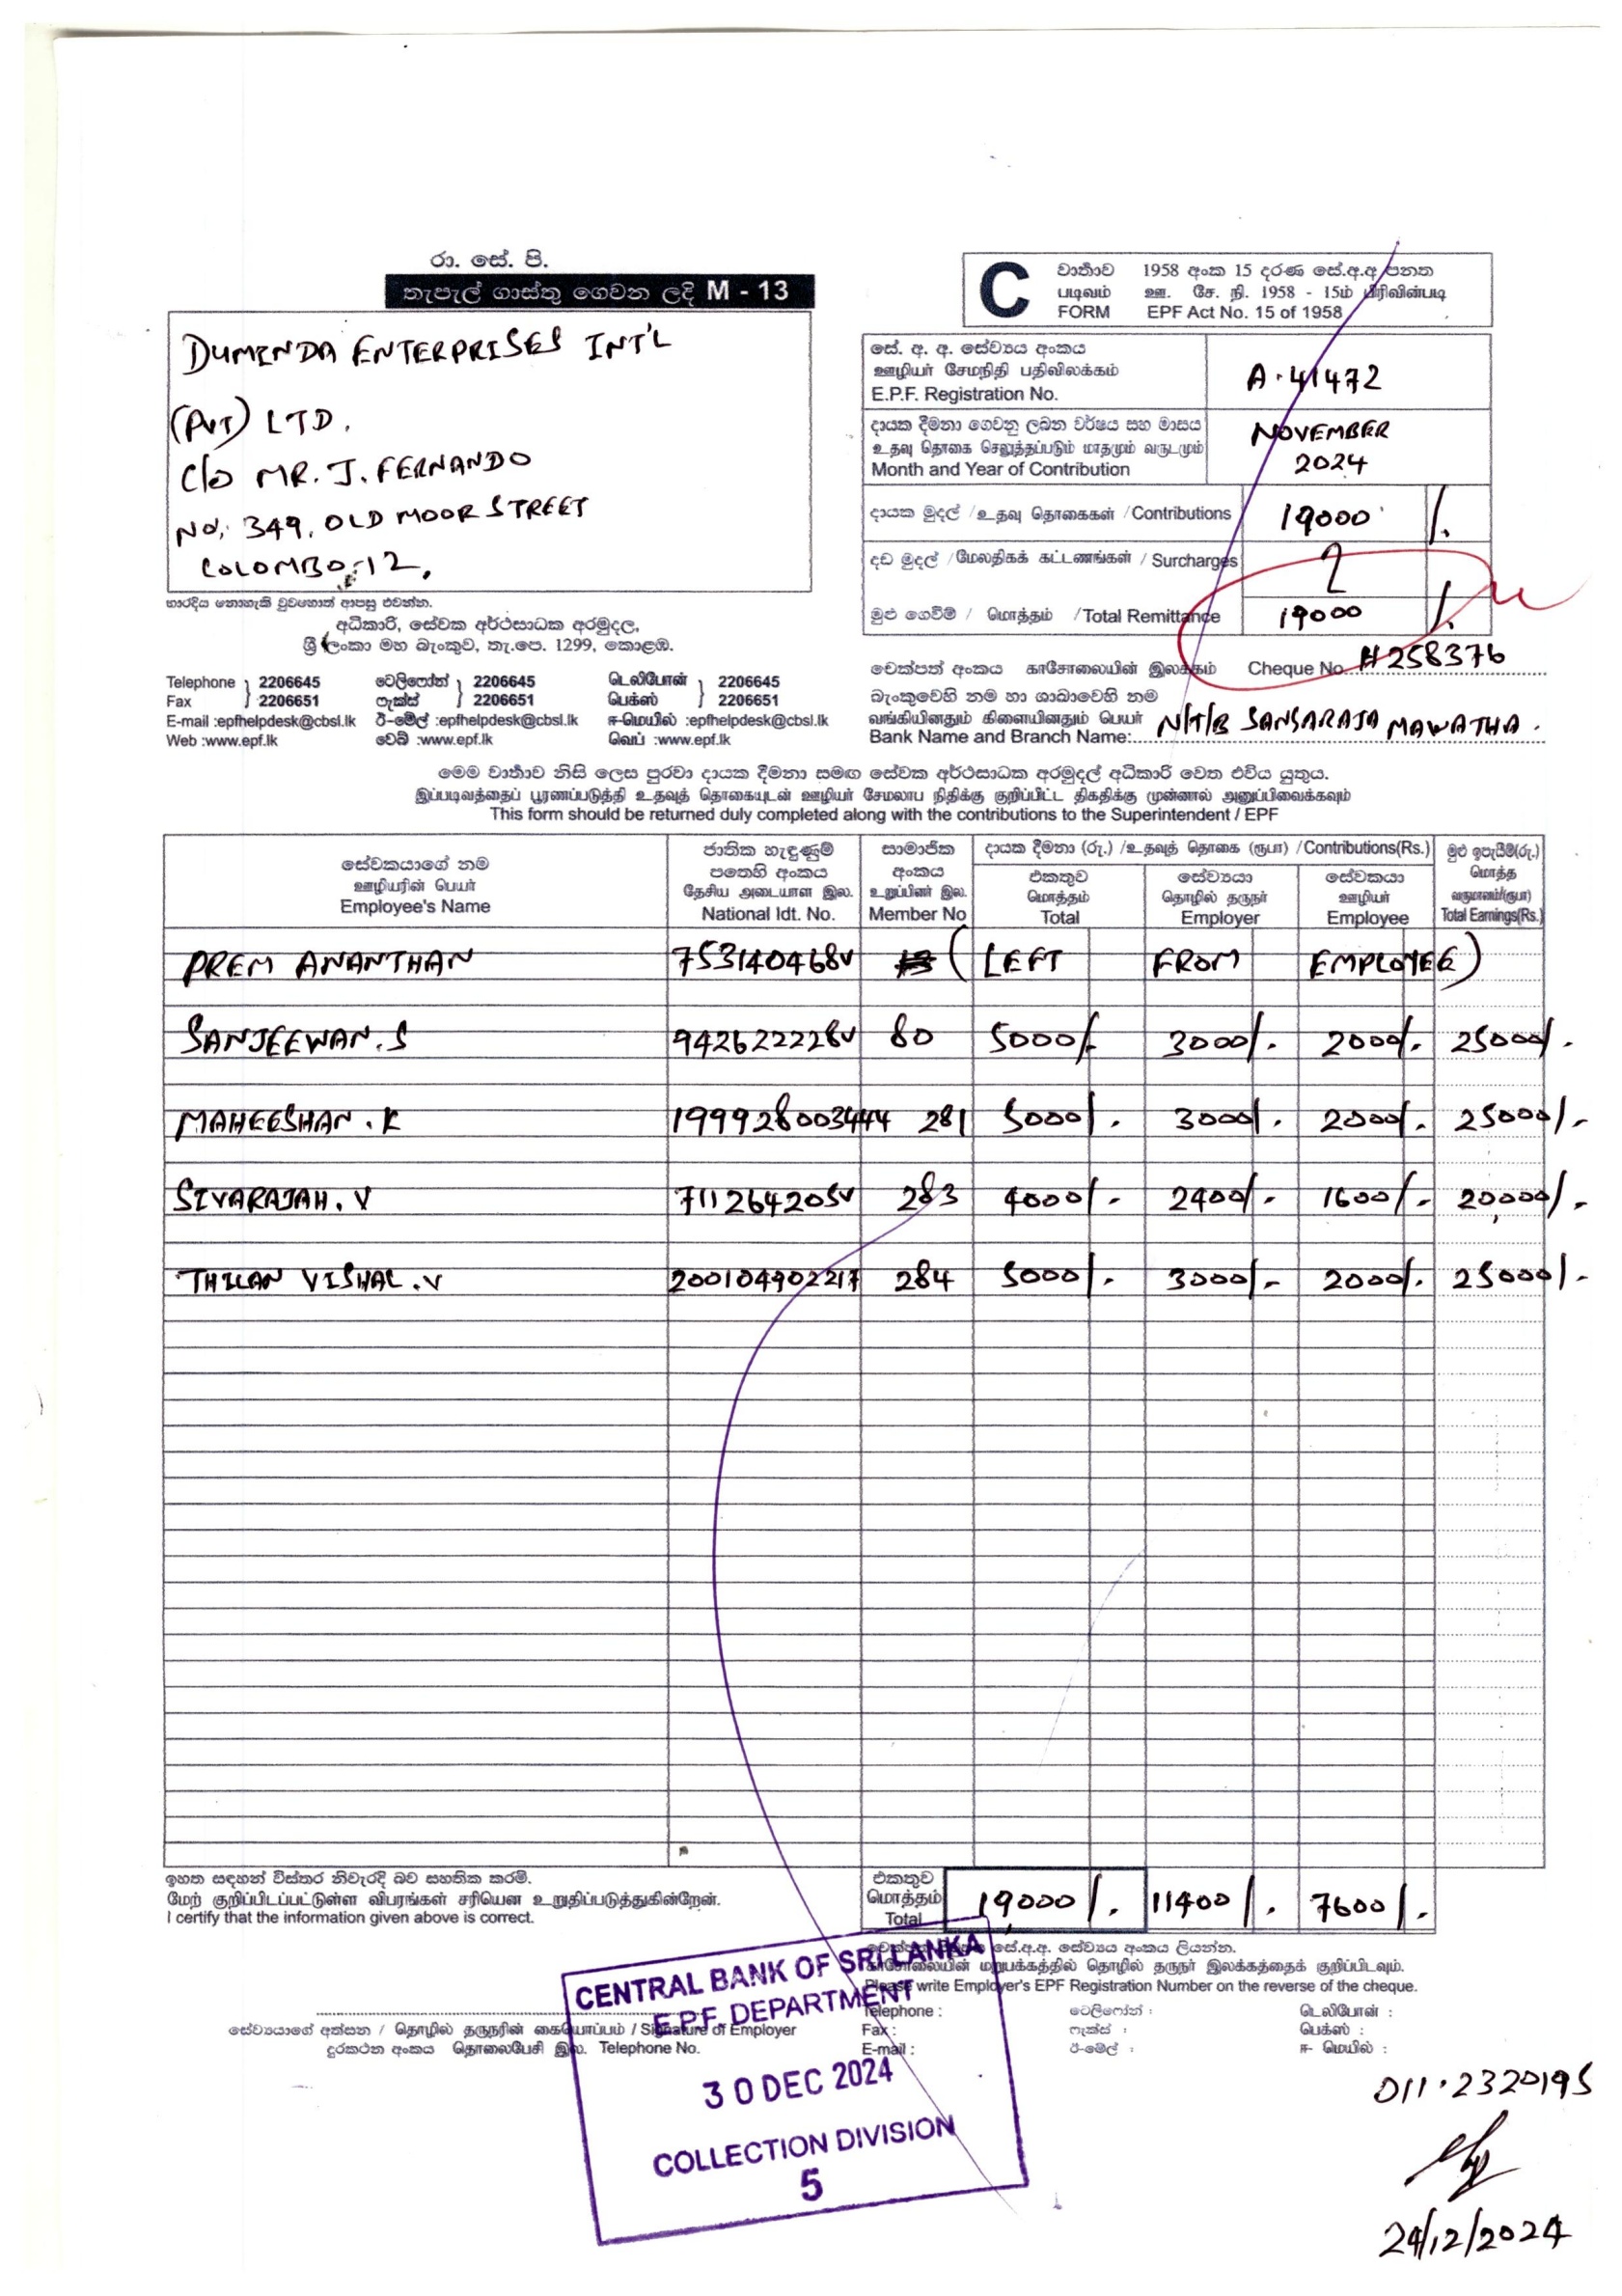 රා. සේ. පි.
තැපැල් ගාස්තු ගෙවන ලදි M - 13
DUMINDA ENTERPRISES INT'L
(PVT) LTD.
C/O MR. J. FERNANDO
No: 349, OLD MOOR STREET
COLOMBO-12.
භාරදිය නොහැකි වුවහොත් ආපසු එවන්න.
අධිකාරි, සේවක අර්ථසාධක අරමුදල,
ශ්‍රී ලංකා මහ බැංකුව, තැ.පෙ. 1299, කොළඹ.
Telephone 2206645 ටෙලිෆෝන් 2206645 டெலிபோன் 2206645
Fax 2206651 ෆැක්ස් 2206651 பெக்ஸ் 2206651
E-mail :epfhelpdesk@cbsl.lk ඊ-මේල් :epfhelpdesk@cbsl.lk ஈ-மெயில் :epfhelpdesk@cbsl.lk
Web :www.epf.lk වෙබ් :www.epf.lk வெப் :www.epf.lk
C
වාර්තාව 1958 අංක 15 දරණ සේ.අ.අ පනත
படிவம் ஊ. சே. நி. 1958 - 15ம் பிரிவின்படி
FORM EPF Act No. 15 of 1958
සේ. අ. අ. සේව්‍යය අංකය
ஊழியர் சேமநிதி பதிவிலக்கம்
E.P.F. Registration No. A.41472
දායක දීමනා ගෙවනු ලබන වර්ෂය සහ මාසය
உதவு தொகை செலுத்தப்படும் மாதமும் வருடமும்
Month and Year of Contribution NOVEMBER 2024
දායක මුදල් /உதவு தொகைகள் /Contributions 19000 /.
දඩ මුදල් /மேலதிகக் கட்டணங்கள் / Surcharges
මුළු ගෙවීම් / மொத்தம் /Total Remittance 19000 /.
චෙක්පත් අංකය காசோலையின் இலக்கம் Cheque No. # 258376
බැංකුවෙහි නම හා ශාඛාවෙහි නම
வங்கியினதும் கிளையினதும் பெயர்
Bank Name and Branch Name: N/T/B SANSARAJA MAWATHA.
මෙම වාර්තාව නිසි ලෙස පුරවා දායක දීමනා සමඟ සේවක අර්ථසාධක අරමුදල් අධිකාරි වෙත එවිය යුතුය.
இப்படிவத்தைப் பூரணப்படுத்தி உதவுத் தொகையுடன் ஊழியர் சேமலாப நிதிக்கு குறிப்பிட்ட திகதிக்கு முன்னால் அனுப்பிவைக்கவும்
This form should be returned duly completed along with the contributions to the Superintendent / EPF
සේවකයාගේ නම ජාතික හැඳුණුම් පතෙහි අංකය සාමාජික අංකය දායක දීමනා (රු.) /உதவுத் தொகை (ரூபா) /Contributions(Rs.) මුළු ඉපැයීම්(රු.)
ஊழியரின் பெயர் தேசிய அடையாள இல. உறுப்பினர் இல. එකතුව සේව්‍යයා සේවකයා மொத்த
மொத்தம் தொழில் தருநர் ஊழியர் வருமானம்(ரூபா)
Employee's Name National Idt. No. Member No Total Employer Employee Total Earnings(Rs.)
PREM ANANTHAN 753140468V (LEFT FROM EMPLOYEE)
SANJEEWAN.S 942622228V 80 5000/- 3000/. 2000/. 25000/.
MAHEESHAN.K 199928003444 281 5000/. 3000/. 2000/. 25000/-
SIVARAJAH.V 711264205V 283 4000/- 2400/- 1600/- 20,000/-
THILAN VISHAL.V 200104902217 284 5000/- 3000/- 2000/. 25000/-
ඉහත සඳහන් විස්තර නිවැරදි බව සහතික කරමි.
மேற் குறிப்பிடப்பட்டுள்ள விபரங்கள் சரியென உறுதிப்படுத்துகின்றேன்.
I certify that the information given above is correct.
එකතුව
மொத்தம்
Total 19,000/. 11400/. 7600/.
සේ.අ.අ. සේව්‍යය අංකය ලියන්න.
காசோலையின் மறுபக்கத்தில் தொழில் தருநர் இலக்கத்தைக் குறிப்பிடவும்.
Please write Employer's EPF Registration Number on the reverse of the cheque.
සේව්‍යයාගේ අත්සන / தொழில் தருநரின் கையொப்பம் / Signature of Employer
දුරකථන අංකය தொலைபேசி இல. Telephone No.
Telephone : ටෙලිෆෝන් : டெலிபோன் :
Fax : ෆැක්ස් : பெக்ஸ் :
E-mail : ඊ-මේල් : ஈ- மெயில் :
CENTRAL BANK OF SRI LANKA
E.P.F. DEPARTMENT
30 DEC 2024
COLLECTION DIVISION
5
011.2320195
24/12/2024